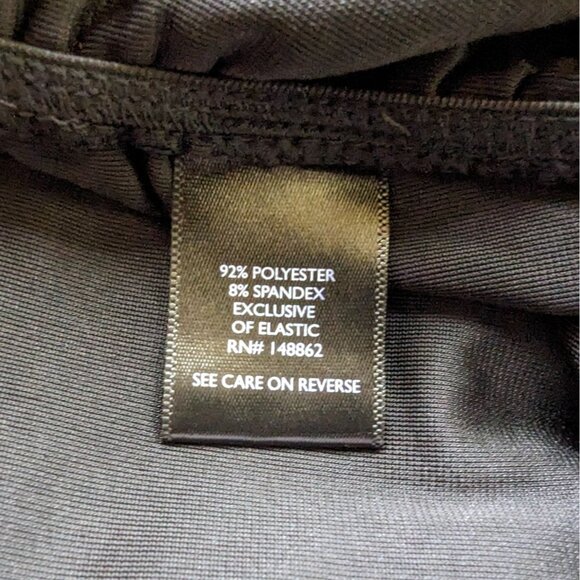 92% POLYESTER
8% SPANDEX
EXCLUSIVE
OF ELASTIC
RN# 148862
SEE CARE ON REVERSE